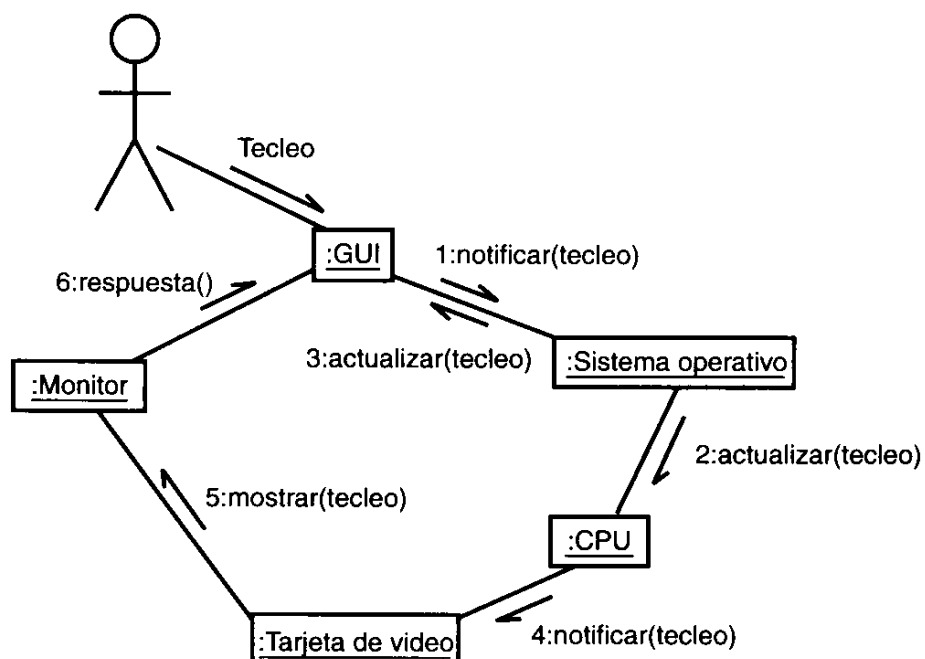 Tecleo
:GUI
1:notificar(tecleo)
6:respuesta()
3:actualizar(tecleo)
:Sistema operativo
:Monitor
2:actualizar(tecleo)
5:mostrar(tecleo)
:CPU
4:notificar(tecleo)
:Tarjeta de video